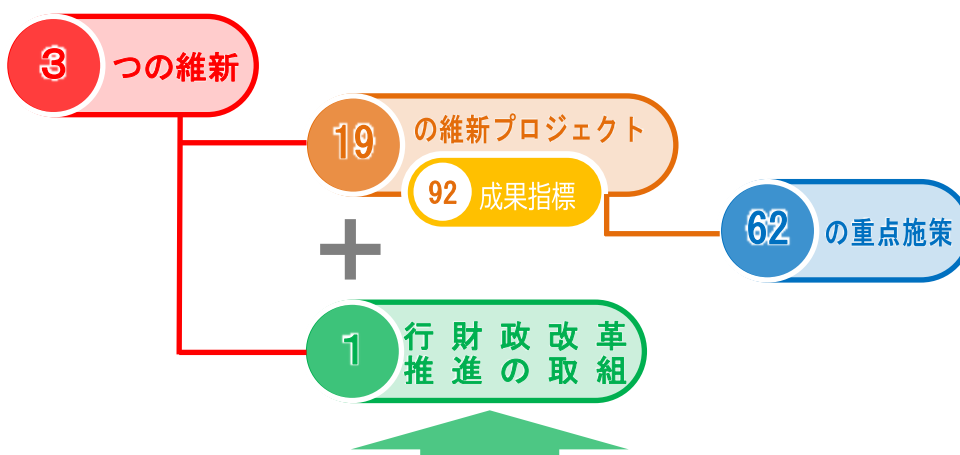 3 つの維新
19 の維新プロジェクト
92 成果指標
62 の重点施策
1 行財政改革
推進の取組